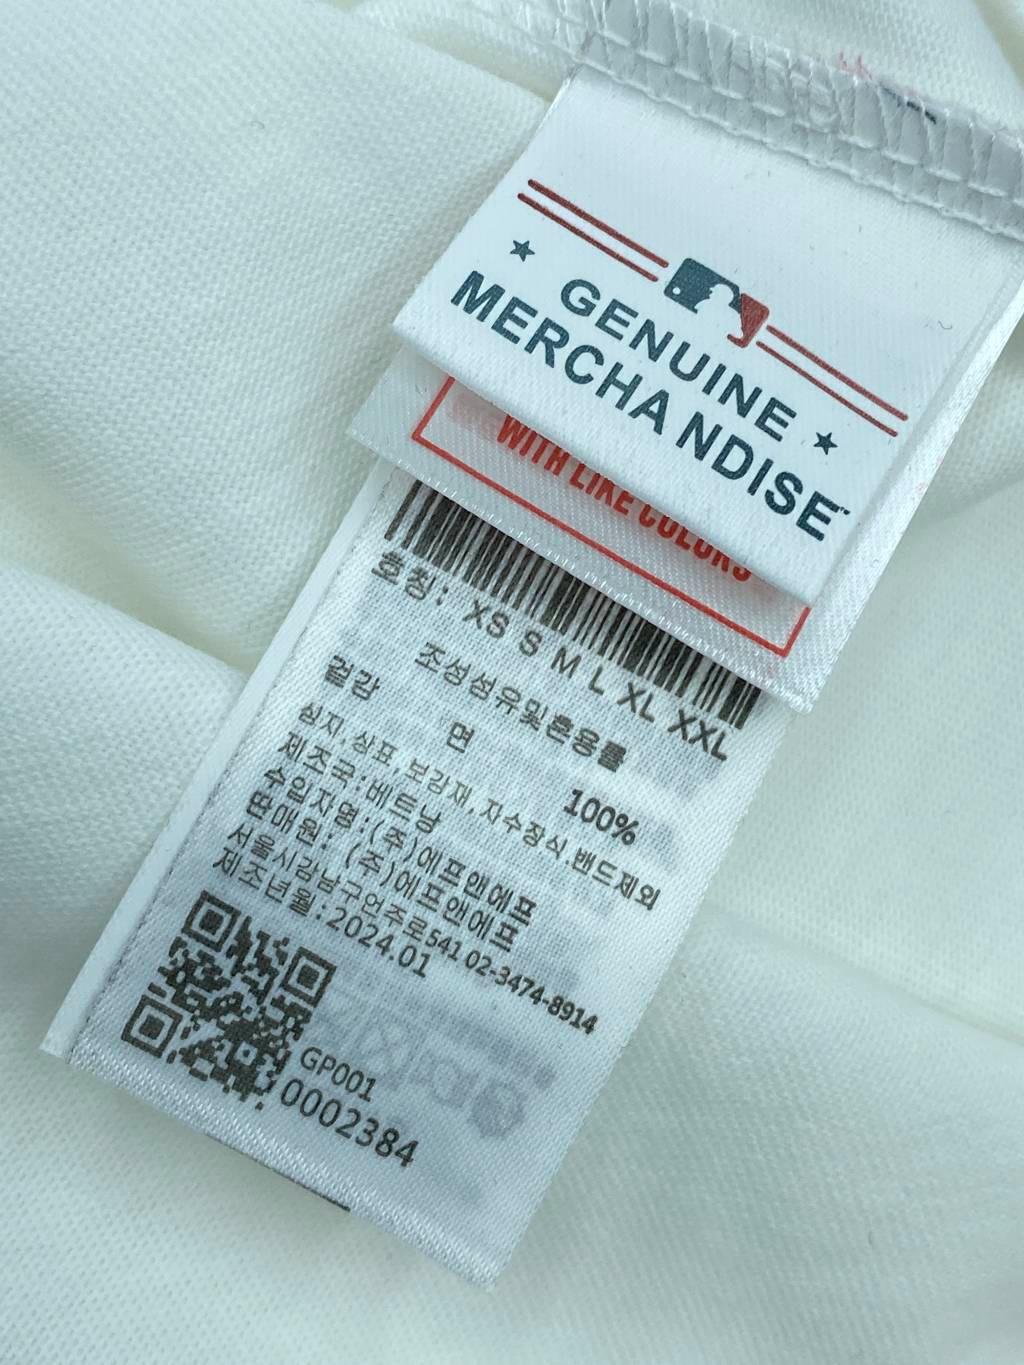 GENUINE
MERCHANDISE™
WITH LIKE COLORS
호칭: XS S M L XL XXL
조성섬유및혼용률
겉감 면 100%
심지,상표,보강재,자수장식,밴드제외
제조국:베트남
수입자명:(주)에프앤에프
판매원: (주)에프앤에프
서울시강남구언주로541 02-3474-8914
제조년월:2024.01
GP001
0002384